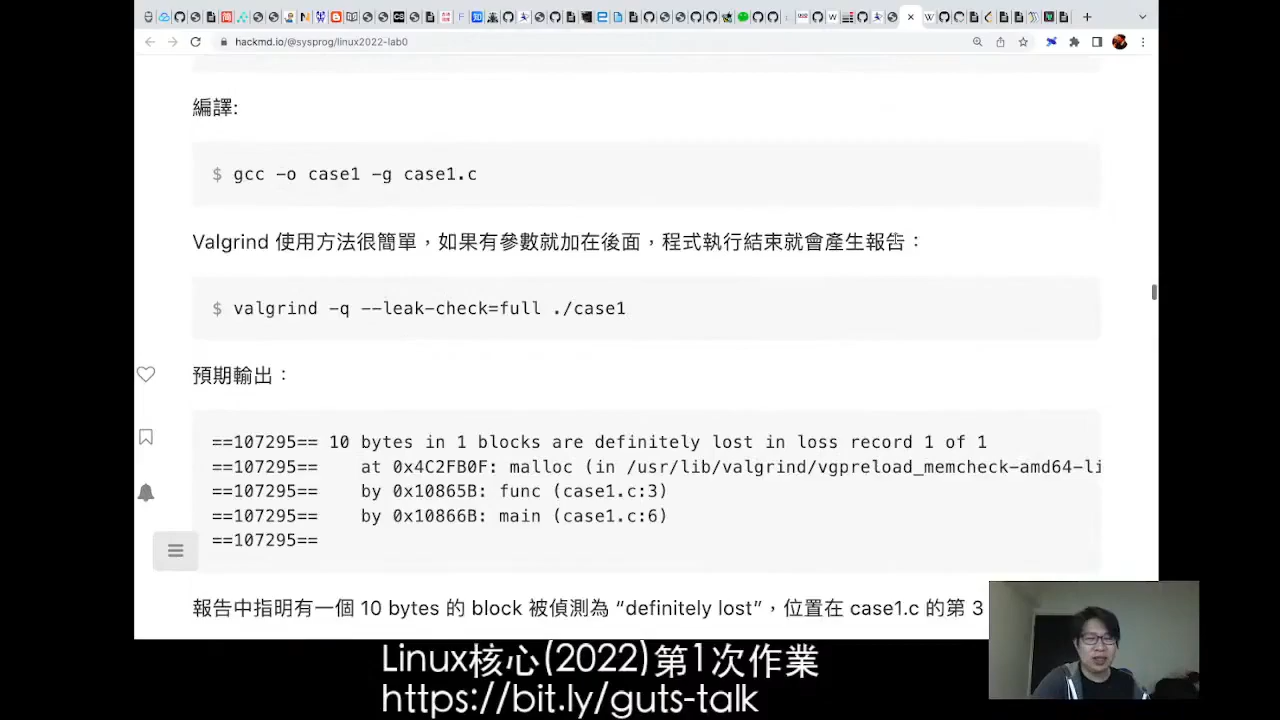 hackmd.io/@sysprog/linux2022-lab0
編譯:
$ gcc -o case1 -g case1.c
Valgrind 使用方法很簡單，如果有參數就加在後面，程式執行結束就會產生報告：
$ valgrind -q --leak-check=full ./case1
預期輸出：
==107295== 10 bytes in 1 blocks are definitely lost in loss record 1 of 1
==107295==    at 0x4C2FB0F: malloc (in /usr/lib/valgrind/vgpreload_memcheck-amd64-li
==107295==    by 0x10865B: func (case1.c:3)
==107295==    by 0x10866B: main (case1.c:6)
==107295==
報告中指明有一個 10 bytes 的 block 被偵測為 “definitely lost”，位置在 case1.c 的第 3
Linux核心(2022)第1次作業
https://bit.ly/guts-talk